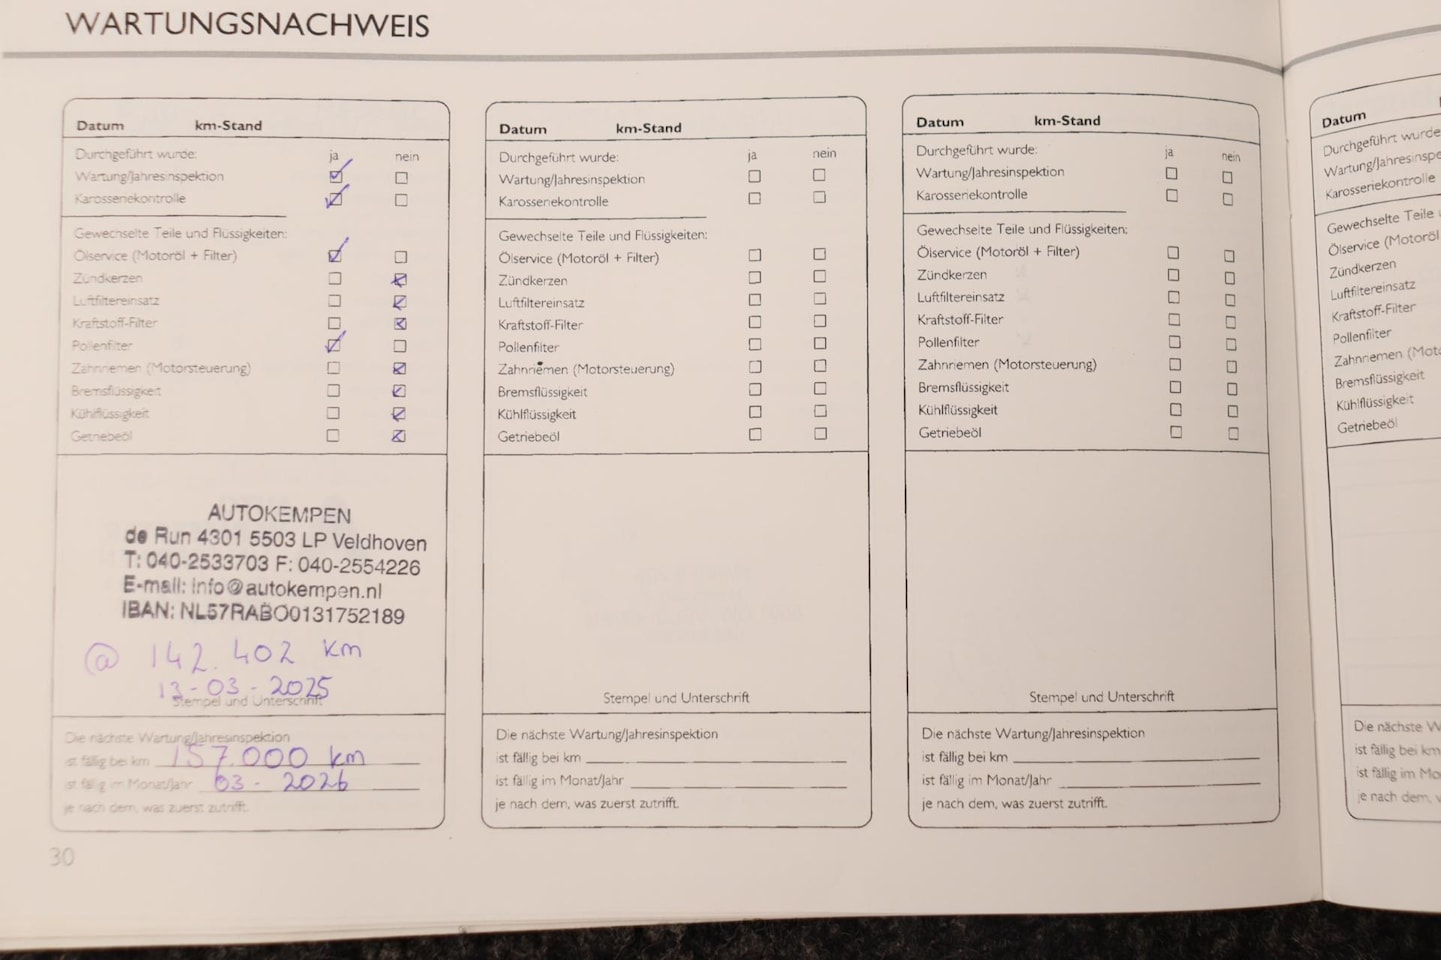 WARTUNGSNACHWEIS
Datum km-Stand
Durchgeführt wurde: ja nein
Wartung/Jahresinspektion
Karosseriekontrolle
Gewechselte Teile und Flüssigkeiten:
Ölservice (Motoröl + Filter)
Zündkerzen
Luftfiltereinsatz
Kraftstoff-Filter
Pollenfilter
Zahnriemen (Motorsteuerung)
Bremsflüssigkeit
Kühlflüssigkeit
Getriebeöl
AUTOKEMPEN
de Run 4301 5503 LP Veldhoven
T: 040-2533703 F: 040-2554226
E-mail: info@autokempen.nl
IBAN: NL57RABO0131752189
@ 142.402 km
13-03-2025
Stempel und Unterschrift
Die nächste Wartung/Jahresinspektion
ist fällig bei km 157.000 km
ist fällig im Monat/Jahr 03-2026
je nach dem, was zuerst zutrifft.
30
Datum km-Stand
Durchgeführt wurde: ja nein
Wartung/Jahresinspektion
Karosseriekontrolle
Gewechselte Teile und Flüssigkeiten:
Ölservice (Motoröl + Filter)
Zündkerzen
Luftfiltereinsatz
Kraftstoff-Filter
Pollenfilter
Zahnriemen (Motorsteuerung)
Bremsflüssigkeit
Kühlflüssigkeit
Getriebeöl
Stempel und Unterschrift
Die nächste Wartung/Jahresinspektion
ist fällig bei km
ist fällig im Monat/Jahr
je nach dem, was zuerst zutrifft.
Datum km-Stand
Durchgeführt wurde: ja nein
Wartung/Jahresinspektion
Karosseriekontrolle
Gewechselte Teile und Flüssigkeiten:
Ölservice (Motoröl + Filter)
Zündkerzen
Luftfiltereinsatz
Kraftstoff-Filter
Pollenfilter
Zahnriemen (Motorsteuerung)
Bremsflüssigkeit
Kühlflüssigkeit
Getriebeöl
Stempel und Unterschrift
Die nächste Wartung/Jahresinspektion
ist fällig bei km
ist fällig im Monat/Jahr
je nach dem, was zuerst zutrifft.
Datum
Durchgeführt wurde
Wartung/Jahresinspe
Karosseriekontrolle
Gewechselte Teile
Ölservice (Motoröl
Zündkerzen
Luftfiltereinsatz
Kraftstoff-Filter
Pollenfilter
Zahnriemen (Moto
Bremsflüssigkeit
Kühlflüssigkeit
Getriebeöl
Die nächste W
ist fällig bei km
ist fällig im Mo
je nach dem,